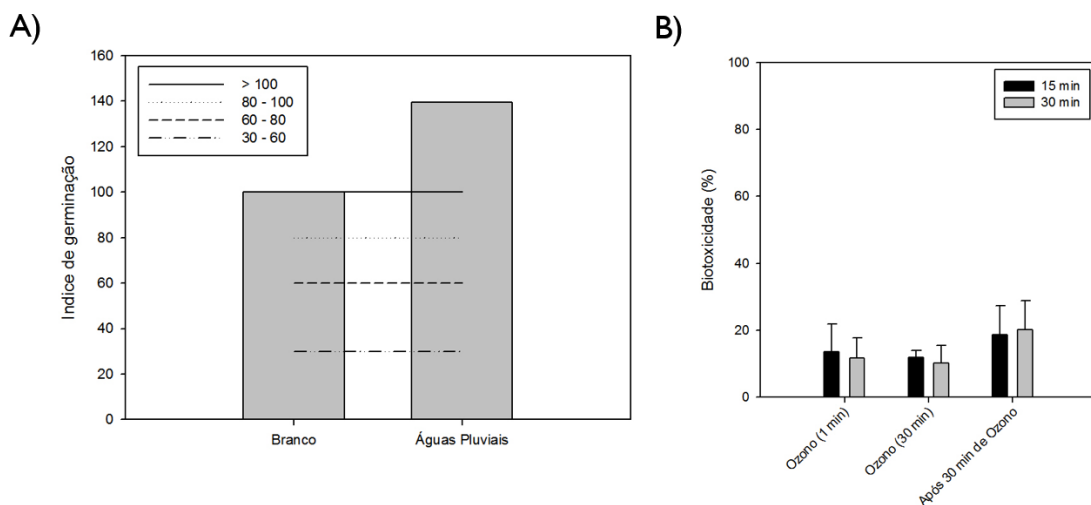 A)
160
140
120
100
80
60
40
20
0
Indice de germinação
> 100
80 - 100
60 - 80
30 - 60
Branco
Águas Pluviais
B)
100
80
60
40
20
0
Biotoxicidade (%)
15 min
30 min
Ozono (1 min)
Ozono (30 min)
Após 30 min de Ozono